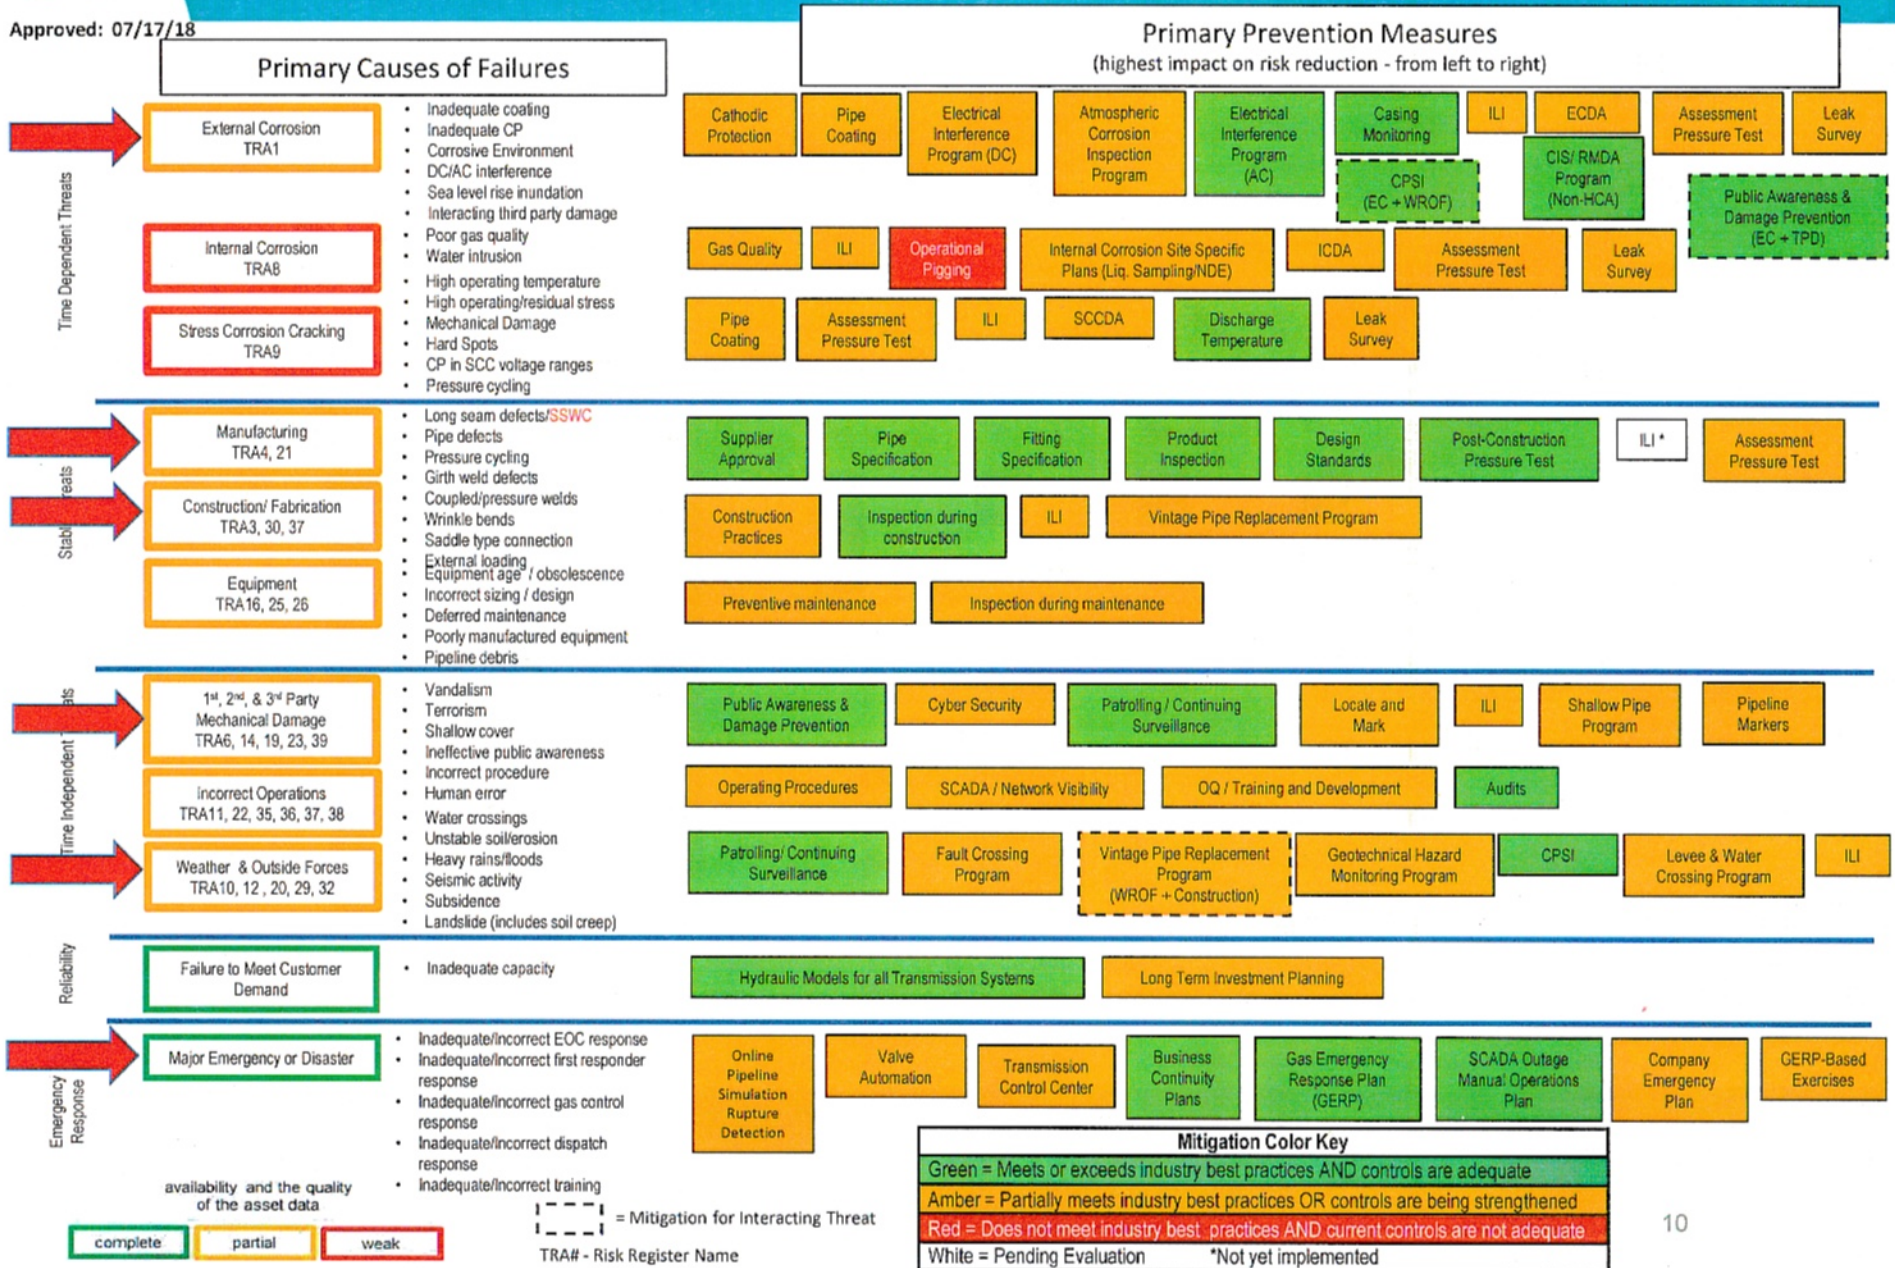 Approved: 07/17/18
Primary Causes of Failures
Primary Prevention Measures
(highest impact on risk reduction - from left to right)
Time Dependent Threats
External Corrosion
TRA1
• Inadequate coating
• Inadequate CP
• Corrosive Environment
• DC/AC interference
• Sea level rise inundation
• Interacting third party damage
Cathodic
Protection
Pipe
Coating
Electrical
Interference
Program (DC)
Atmospheric
Corrosion
Inspection
Program
Electrical
Interference
Program
(AC)
Casing
Monitoring
CPSI
(EC + WROF)
ILI
ECDA
CIS/ RMDA
Program
(Non-HCA)
Assessment
Pressure Test
Leak
Survey
Public Awareness &
Damage Prevention
(EC + TPD)
Internal Corrosion
TRA8
• Poor gas quality
• Water intrusion
Gas Quality
ILI
Operational
Pigging
Internal Corrosion Site Specific
Plans (Liq. Sampling/NDE)
ICDA
Assessment
Pressure Test
Leak
Survey
Stress Corrosion Cracking
TRA9
• High operating temperature
• High operating/residual stress
• Mechanical Damage
• Hard Spots
• CP in SCC voltage ranges
• Pressure cycling
Pipe
Coating
Assessment
Pressure Test
ILI
SCCDA
Discharge
Temperature
Leak
Survey
Manufacturing
TRA4, 21
• Long seam defects/SSWC
• Pipe defects
• Pressure cycling
• Girth weld defects
Supplier
Approval
Pipe
Specification
Fitting
Specification
Product
Inspection
Design
Standards
Post-Construction
Pressure Test
ILI *
Assessment
Pressure Test
Construction/ Fabrication
TRA3, 30, 37
• Coupled/pressure welds
• Wrinkle bends
• Saddle type connection
• External loading
Construction
Practices
Inspection during
construction
ILI
Vintage Pipe Replacement Program
Equipment
TRA16, 25, 26
• Equipment age / obsolescence
• Incorrect sizing / design
• Deferred maintenance
• Poorly manufactured equipment
• Pipeline debris
Preventive maintenance
Inspection during maintenance
Time Independent
1st, 2nd, & 3rd Party
Mechanical Damage
TRA6, 14, 19, 23, 39
• Vandalism
• Terrorism
• Shallow cover
• Ineffective public awareness
Public Awareness &
Damage Prevention
Cyber Security
Patrolling / Continuing
Surveillance
Locate and
Mark
ILI
Shallow Pipe
Program
Pipeline
Markers
Incorrect Operations
TRA11, 22, 35, 36, 37, 38
• Incorrect procedure
• Human error
Operating Procedures
SCADA / Network Visibility
OQ / Training and Development
Audits
Weather & Outside Forces
TRA10, 12 , 20, 29, 32
• Water crossings
• Unstable soil/erosion
• Heavy rains/floods
• Seismic activity
• Subsidence
• Landslide (includes soil creep)
Patrolling/ Continuing
Surveillance
Fault Crossing
Program
Vintage Pipe Replacement
Program
(WROF + Construction)
Geotechnical Hazard
Monitoring Program
CPSI
Levee & Water
Crossing Program
ILI
Reliability
Failure to Meet Customer
Demand
• Inadequate capacity
Hydraulic Models for all Transmission Systems
Long Term Investment Planning
Emergency
Response
Major Emergency or Disaster
• Inadequate/Incorrect EOC response
• Inadequate/Incorrect first responder
response
• Inadequate/Incorrect gas control
response
• Inadequate/Incorrect dispatch
response
• Inadequate/Incorrect training
Online
Pipeline
Simulation
Rupture
Detection
Valve
Automation
Transmission
Control Center
Business
Continuity
Plans
Gas Emergency
Response Plan
(GERP)
SCADA Outage
Manual Operations
Plan
Company
Emergency
Plan
GERP-Based
Exercises
availability and the quality
of the asset data
complete
partial
weak
= Mitigation for Interacting Threat
TRA# - Risk Register Name
Mitigation Color Key
Green = Meets or exceeds industry best practices AND controls are adequate
Amber = Partially meets industry best practices OR controls are being strengthened
Red = Does not meet industry best practices AND current controls are not adequate
White = Pending Evaluation *Not yet implemented
10